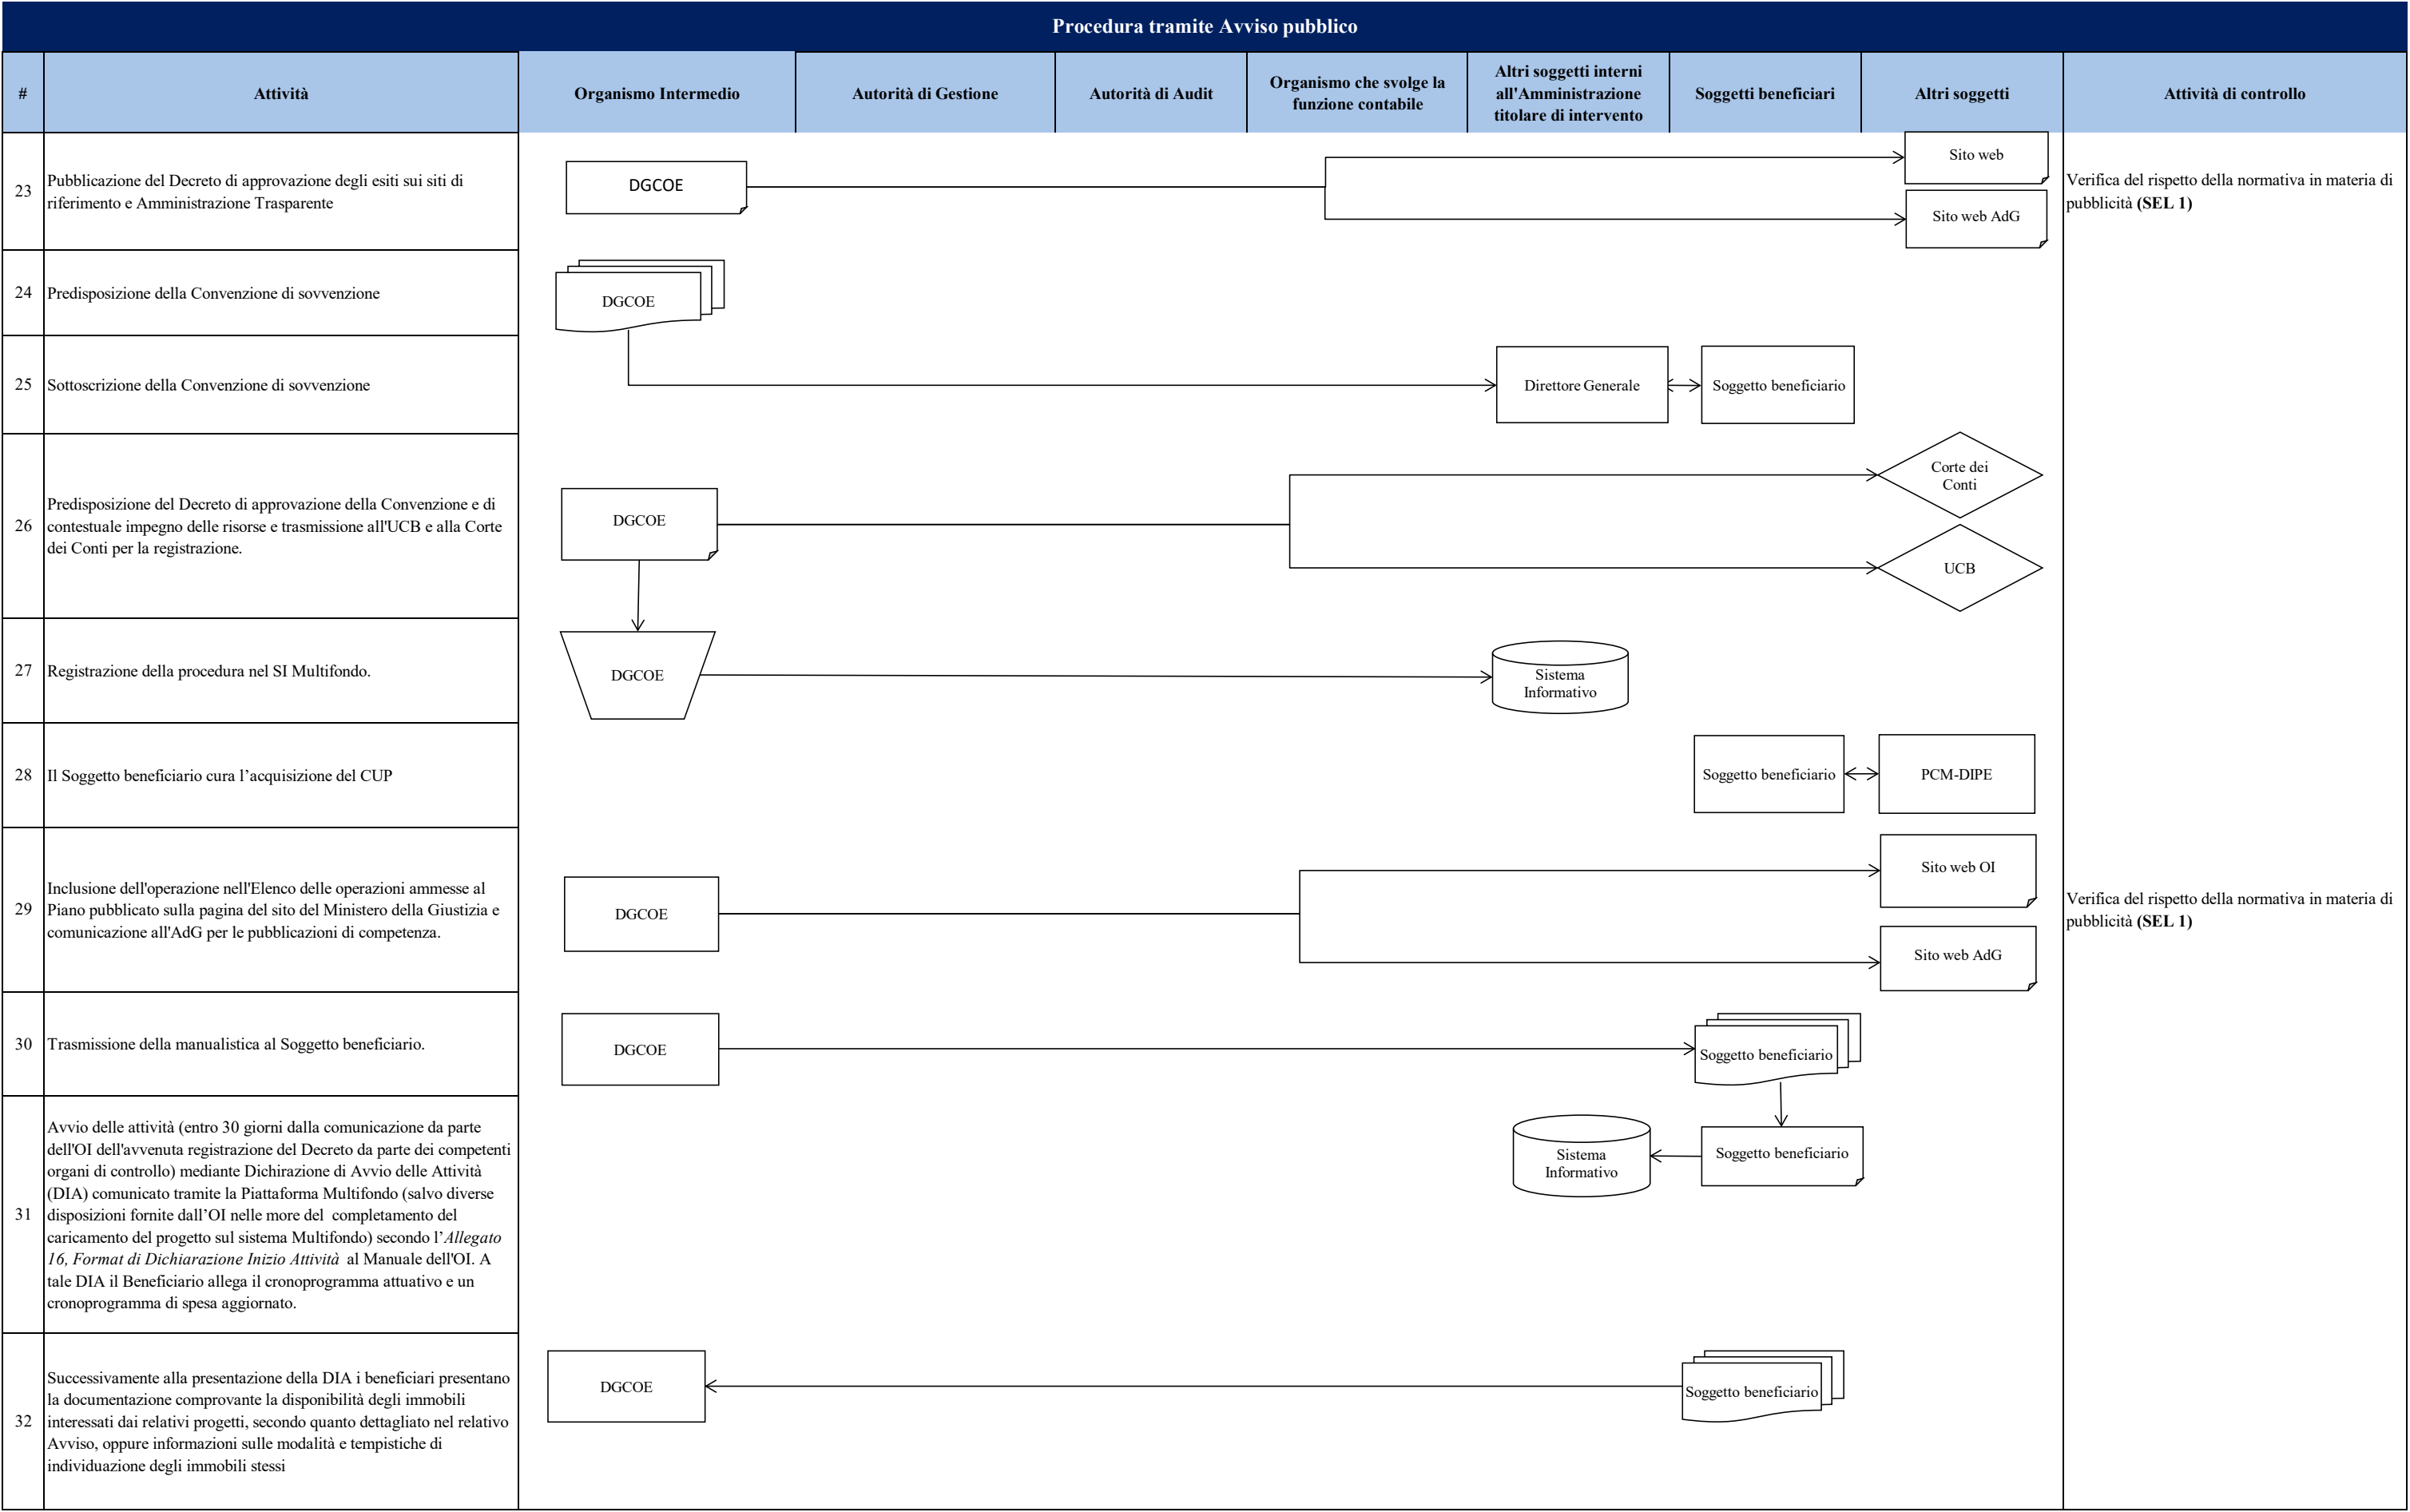 Procedura tramite Avviso pubblico
#
Attività
Organismo Intermedio
Autorità di Gestione
Autorità di Audit
Organismo che svolge la
funzione contabile
Altri soggetti interni
all'Amministrazione
titolare di intervento
Soggetti beneficiari
Altri soggetti
Attività di controllo
23
Pubblicazione del Decreto di approvazione degli esiti sui siti di
riferimento e Amministrazione Trasparente
DGCOE
Sito web
Sito web AdG
Verifica del rispetto della normativa in materia di
pubblicità (SEL 1)
24
Predisposizione della Convenzione di sovvenzione
DGCOE
25
Sottoscrizione della Convenzione di sovvenzione
Direttore Generale
Soggetto beneficiario
26
Predisposizione del Decreto di approvazione della Convenzione e di
contestuale impegno delle risorse e trasmissione all'UCB e alla Corte
dei Conti per la registrazione.
DGCOE
Corte dei
Conti
UCB
27
Registrazione della procedura nel SI Multifondo.
DGCOE
Sistema
Informativo
28
Il Soggetto beneficiario cura l’acquisizione del CUP
Soggetto beneficiario
PCM-DIPE
29
Inclusione dell'operazione nell'Elenco delle operazioni ammesse al
Piano pubblicato sulla pagina del sito del Ministero della Giustizia e
comunicazione all'AdG per le pubblicazioni di competenza.
DGCOE
Sito web OI
Sito web AdG
Verifica del rispetto della normativa in materia di
pubblicità (SEL 1)
30
Trasmissione della manualistica al Soggetto beneficiario.
DGCOE
Soggetto beneficiario
31
Avvio delle attività (entro 30 giorni dalla comunicazione da parte
dell'OI dell'avvenuta registrazione del Decreto da parte dei competenti
organi di controllo) mediante Dichirazione di Avvio delle Attività
(DIA) comunicato tramite la Piattaforma Multifondo (salvo diverse
disposizioni fornite dall’OI nelle more del completamento del
caricamento del progetto sul sistema Multifondo) secondo l’Allegato
16, Format di Dichiarazione Inizio Attività al Manuale dell'OI. A
tale DIA il Beneficiario allega il cronoprogramma attuativo e un
cronoprogramma di spesa aggiornato.
Sistema
Informativo
Soggetto beneficiario
32
Successivamente alla presentazione della DIA i beneficiari presentano
la documentazione comprovante la disponibilità degli immobili
interessati dai relativi progetti, secondo quanto dettagliato nel relativo
Avviso, oppure informazioni sulle modalità e tempistiche di
individuazione degli immobili stessi
DGCOE
Soggetto beneficiario